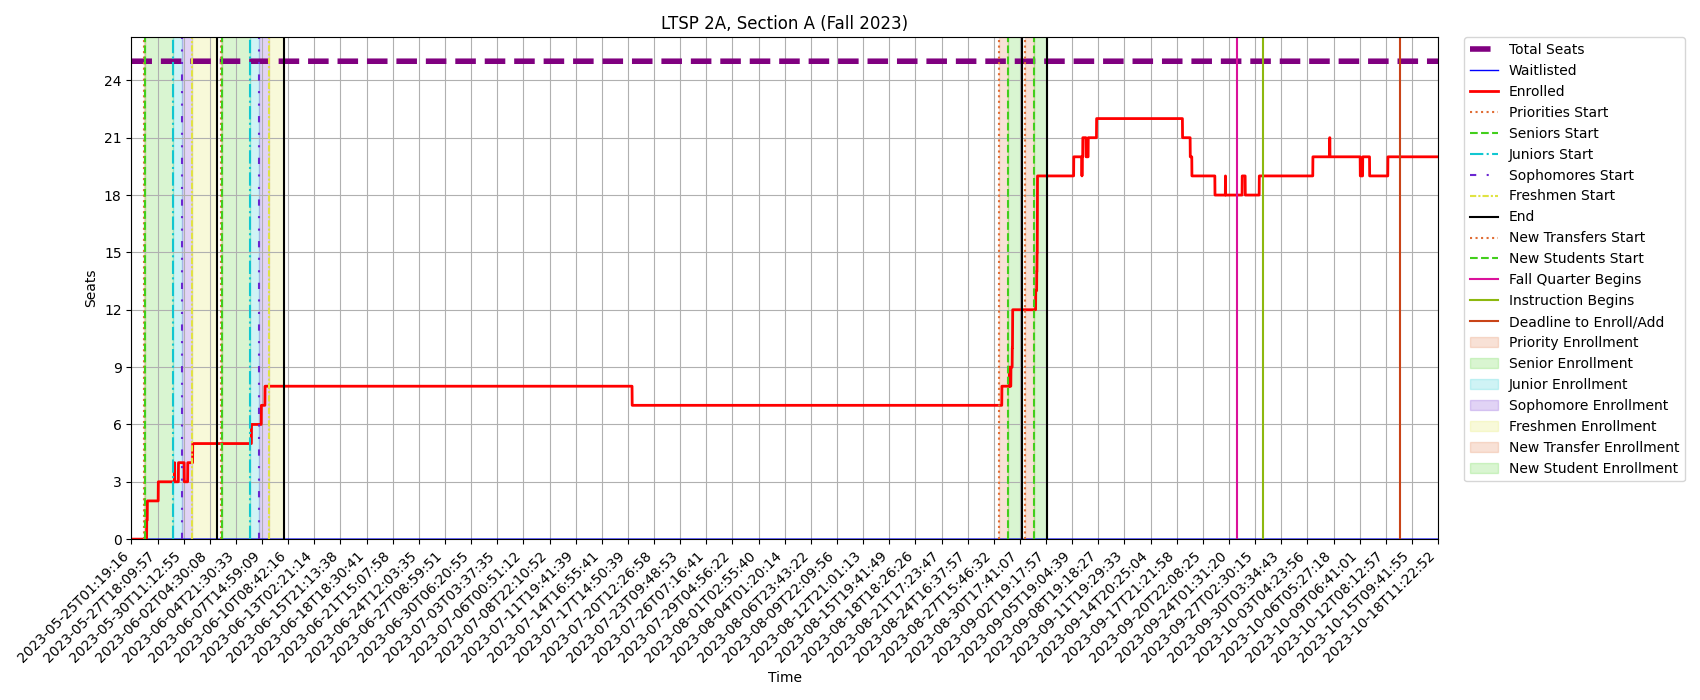 LTSP 2A, Section A (Fall 2023)
Seats
24
21
18
15
12
9
6
3
0
2023-05-25T01:19:16
2023-05-27T18:09:57
2023-05-30T11:12:55
2023-06-02T04:30:08
2023-06-04T21:30:33
2023-06-07T14:59:09
2023-06-10T08:42:16
2023-06-13T02:21:14
2023-06-15T21:13:38
2023-06-18T18:30:41
2023-06-21T15:07:58
2023-06-24T12:03:35
2023-06-27T08:59:51
2023-06-30T06:20:55
2023-07-03T03:37:35
2023-07-06T00:51:12
2023-07-08T22:10:52
2023-07-11T19:41:39
2023-07-14T16:55:41
2023-07-17T14:50:39
2023-07-20T12:26:58
2023-07-23T09:48:53
2023-07-26T07:16:41
2023-07-29T04:56:22
2023-08-01T02:55:40
2023-08-04T01:20:14
2023-08-06T23:43:22
2023-08-09T22:09:56
2023-08-12T21:01:13
2023-08-15T19:41:49
2023-08-18T18:26:26
2023-08-21T17:23:47
2023-08-24T16:37:57
2023-08-27T15:46:32
2023-08-30T17:41:07
2023-09-02T19:17:57
2023-09-05T19:04:39
2023-09-08T19:18:27
2023-09-11T19:29:33
2023-09-14T20:25:04
2023-09-17T21:21:58
2023-09-20T22:08:25
2023-09-24T01:31:20
2023-09-27T02:30:15
2023-09-30T03:34:43
2023-10-03T04:23:56
2023-10-06T05:27:18
2023-10-09T06:41:01
2023-10-12T08:12:57
2023-10-15T09:41:55
2023-10-18T11:22:52
Time
Total Seats
Waitlisted
Enrolled
Priorities Start
Seniors Start
Juniors Start
Sophomores Start
Freshmen Start
End
New Transfers Start
New Students Start
Fall Quarter Begins
Instruction Begins
Deadline to Enroll/Add
Priority Enrollment
Senior Enrollment
Junior Enrollment
Sophomore Enrollment
Freshmen Enrollment
New Transfer Enrollment
New Student Enrollment